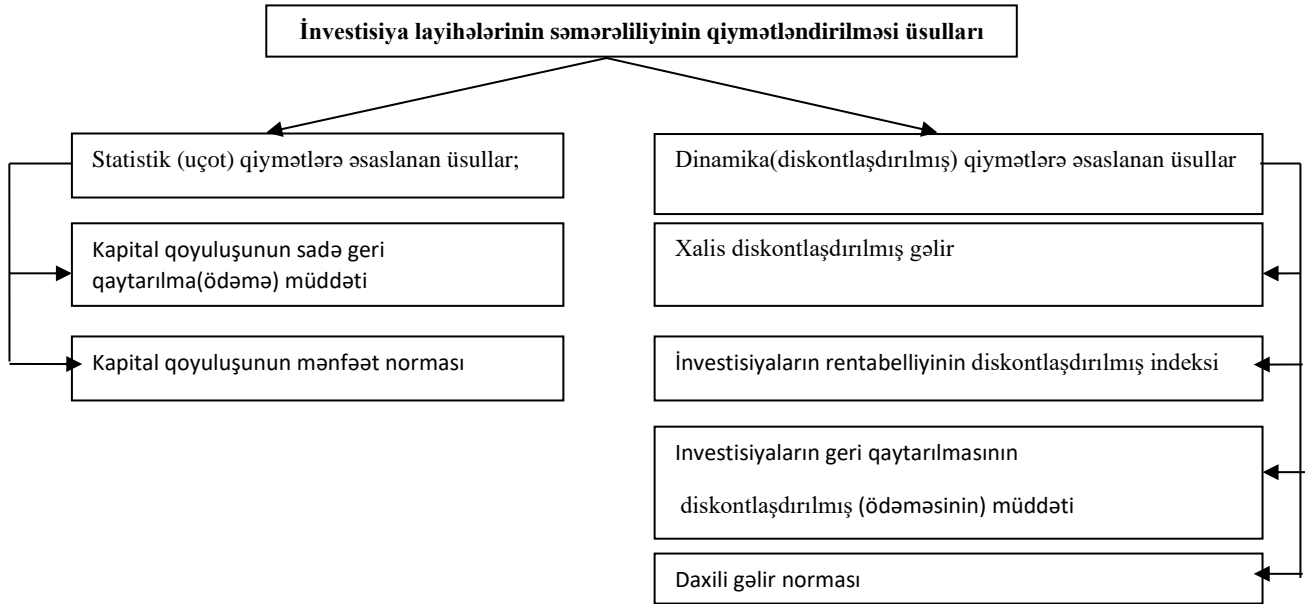 İnvestisiya layihələrinin səmərəliliyinin qiymətləndirilməsi üsulları
Statistik (uçot) qiymətlərə əsaslanan üsullar;
Kapital qoyuluşunun sadə geri
qaytarılma(ödəmə) müddəti
Kapital qoyuluşunun mənfəət norması
Dinamika(diskontlaşdırılmış) qiymətlərə əsaslanan üsullar
Xalis diskontlaşdırılmış gəlir
İnvestisiyaların rentabelliyinin diskontlaşdırılmış indeksi
Investisiyaların geri qaytarılmasının
diskontlaşdırılmış (ödəməsinin) müddəti
Daxili gəlir norması